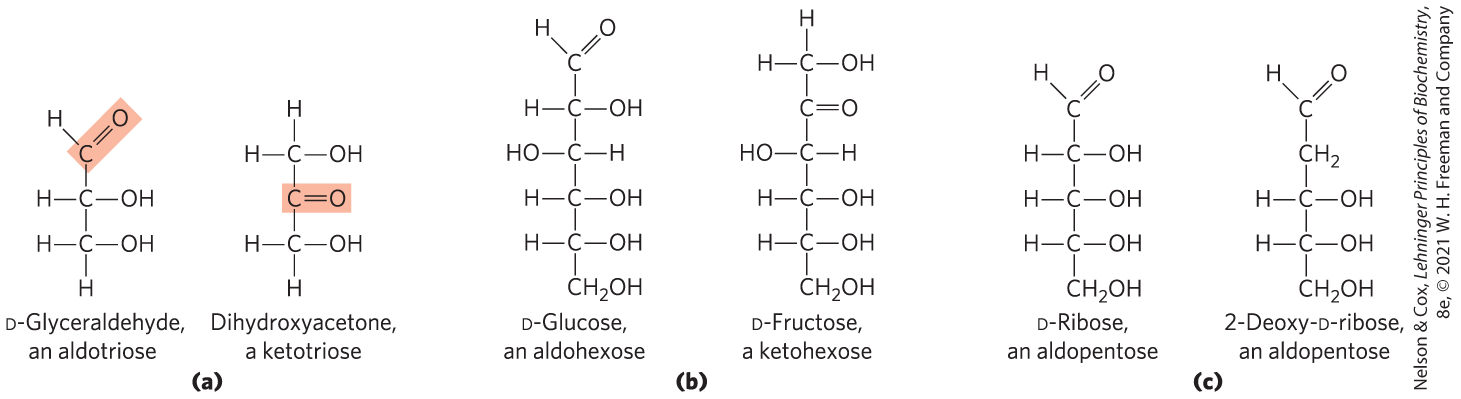 H O
C
H—C—OH
H—C—OH
H
D-Glyceraldehyde,
an aldotriose
H
H—C—OH
C=O
H—C—OH
H
Dihydroxyacetone,
a ketotriose
(a)
H O
C
H—C—OH
HO—C—H
H—C—OH
H—C—OH
CH2OH
D-Glucose,
an aldohexose
H
H—C—OH
C=O
HO—C—H
H—C—OH
H—C—OH
CH2OH
D-Fructose,
a ketohexose
(b)
H O
C
H—C—OH
H—C—OH
H—C—OH
CH2OH
D-Ribose,
an aldopentose
H O
C
CH2
H—C—OH
H—C—OH
CH2OH
2-Deoxy-D-ribose,
an aldopentose
(c)
Nelson & Cox, Lehninger Principles of Biochemistry,
8e, © 2021 W. H. Freeman and Company